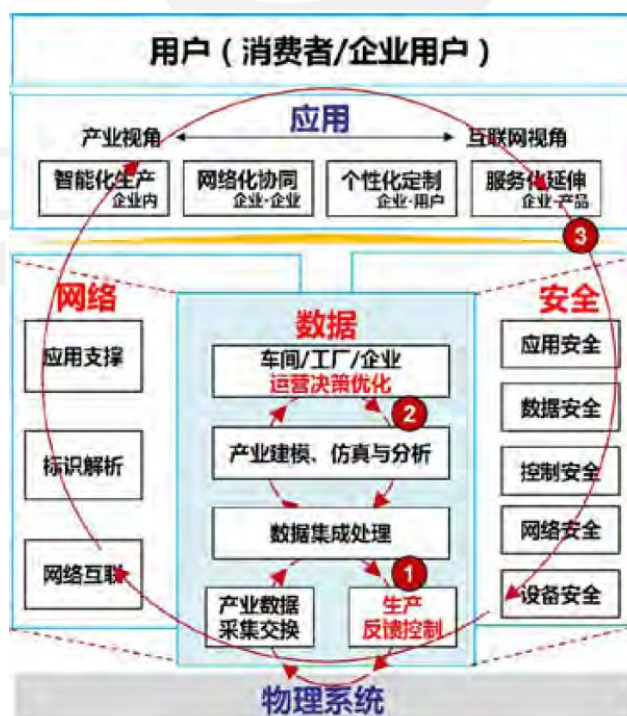 用户（消费者/企业用户）
应用
产业视角
互联网视角
智能化生产
企业内
网络化协同
企业-企业
个性化定制
企业-用户
服务化延伸
企业-产品
3
网络
应用支撑
标识解析
网络互联
数据
车间/工厂/企业
运营决策优化
2
产业建模、仿真与分析
数据集成处理
1
产业数据
采集交换
生产
反馈控制
安全
应用安全
数据安全
控制安全
网络安全
设备安全
物理系统